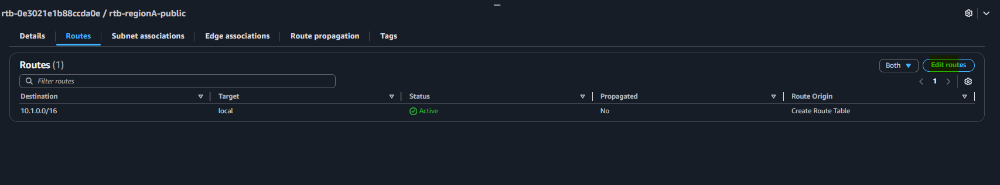 rtb-0e3021e1b88ccda0e / rtb-regionA-public
Details Routes Subnet associations Edge associations Route propagation Tags
Routes (1)
Both Edit routes
Filter routes
1
Destination Target Status Propagated Route Origin
10.1.0.0/16 local Active No Create Route Table